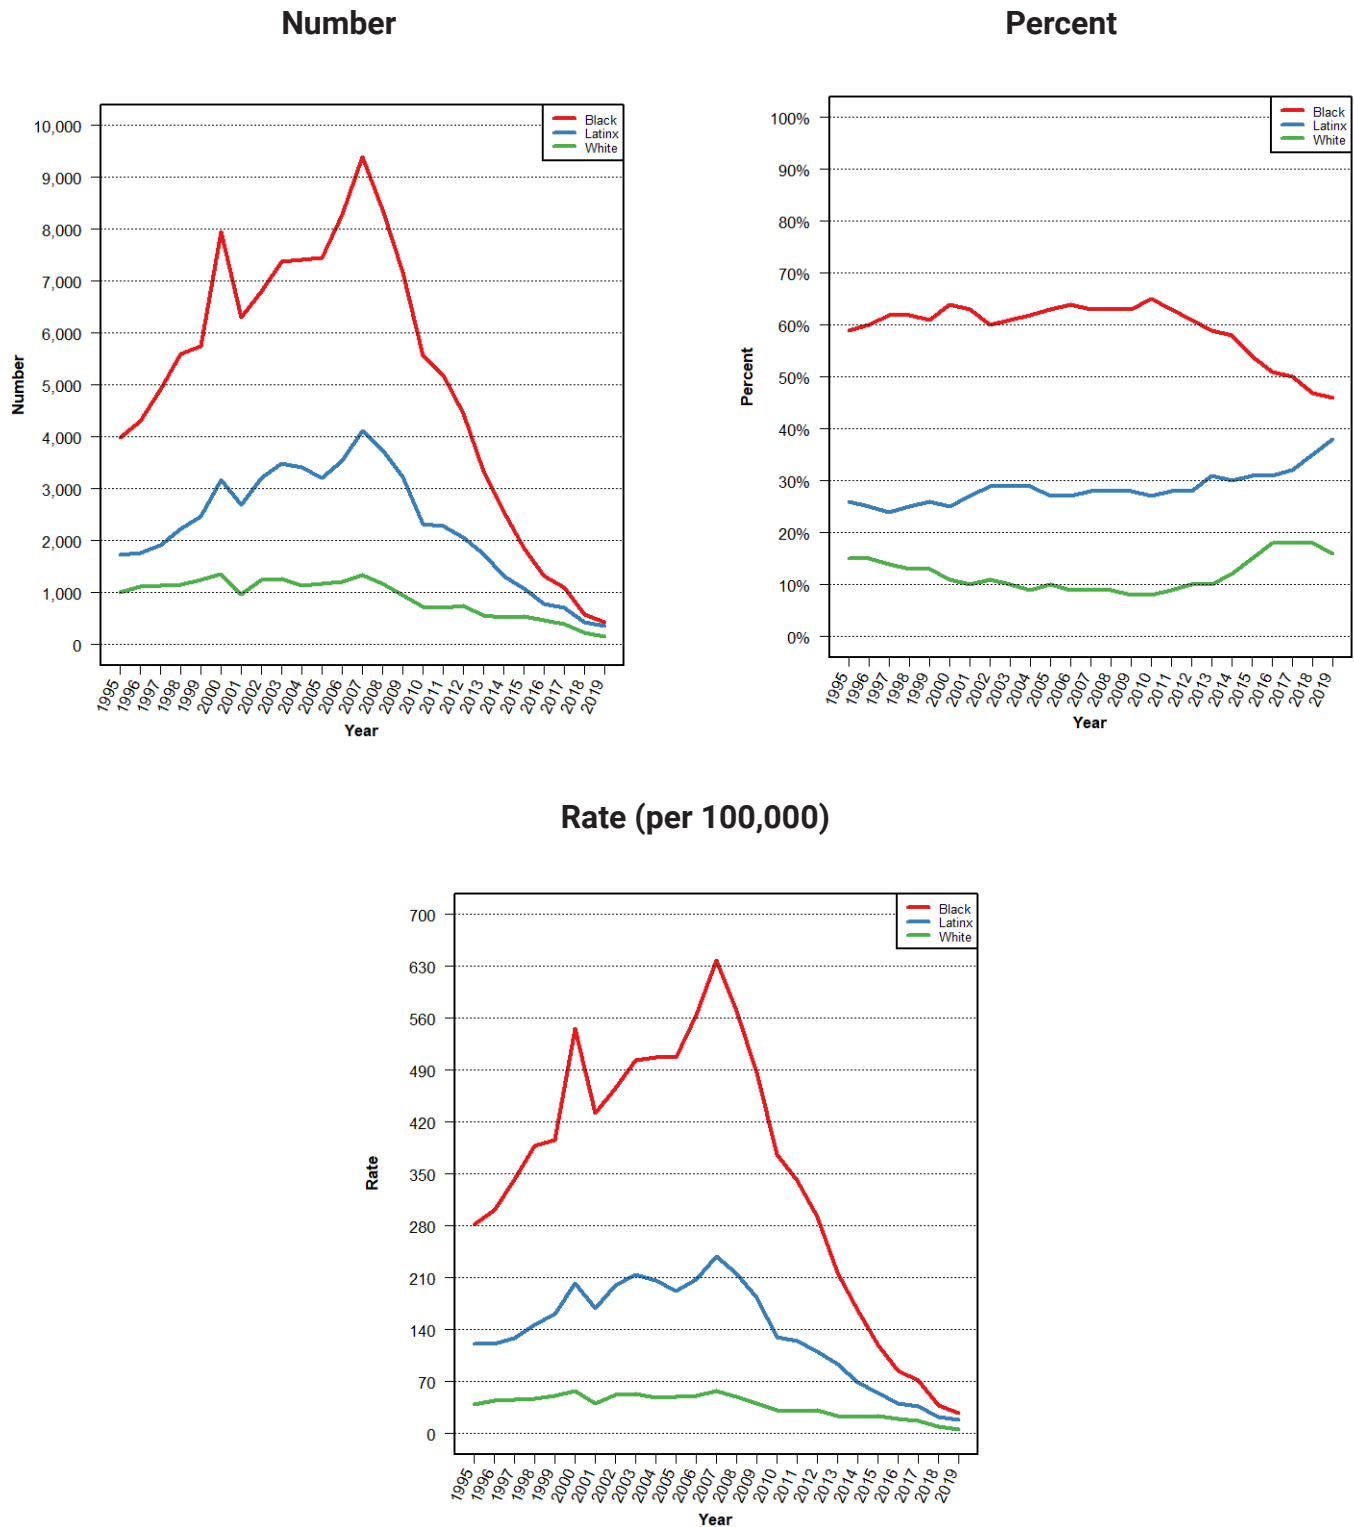 Number
10,000
9,000
8,000
7,000
6,000
5,000
4,000
3,000
2,000
1,000
0
Number
Black
Latinx
White
1995 1996 1997 1998 1999 2000 2001 2002 2003 2004 2005 2006 2007 2008 2009 2010 2011 2012 2013 2014 2015 2016 2017 2018 2019
Year
Percent
100%
90%
80%
70%
60%
50%
40%
30%
20%
10%
0%
Percent
Black
Latinx
White
1995 1996 1997 1998 1999 2000 2001 2002 2003 2004 2005 2006 2007 2008 2009 2010 2011 2012 2013 2014 2015 2016 2017 2018 2019
Year
Rate (per 100,000)
700
630
560
490
420
350
280
210
140
70
0
Rate
Black
Latinx
White
1995 1996 1997 1998 1999 2000 2001 2002 2003 2004 2005 2006 2007 2008 2009 2010 2011 2012 2013 2014 2015 2016 2017 2018 2019
Year